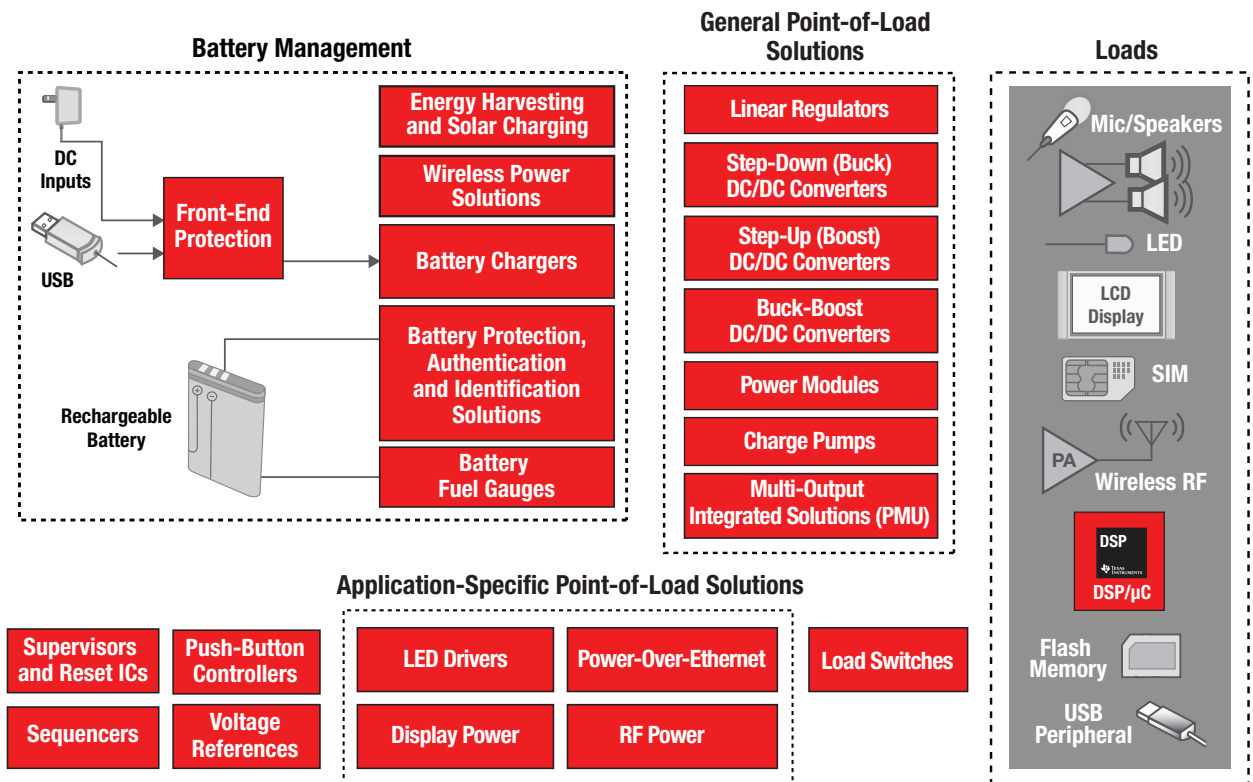 Battery Management
DC
Inputs
USB
Front-End
Protection
Rechargeable
Battery
Energy Harvesting
and Solar Charging
Wireless Power
Solutions
Battery Chargers
Battery Protection,
Authentication
and Identification
Solutions
Battery
Fuel Gauges
General Point-of-Load
Solutions
Linear Regulators
Step-Down (Buck)
DC/DC Converters
Step-Up (Boost)
DC/DC Converters
Buck-Boost
DC/DC Converters
Power Modules
Charge Pumps
Multi-Output
Integrated Solutions (PMU)
Loads
Mic/Speakers
LED
LCD
Display
SIM
PA
Wireless RF
DSP
TEXAS
INSTRUMENTS
DSP/µC
Flash
Memory
USB
Peripheral
Application-Specific Point-of-Load Solutions
Supervisors
and Reset ICs
Push-Button
Controllers
Sequencers
Voltage
References
LED Drivers
Power-Over-Ethernet
Display Power
RF Power
Load Switches